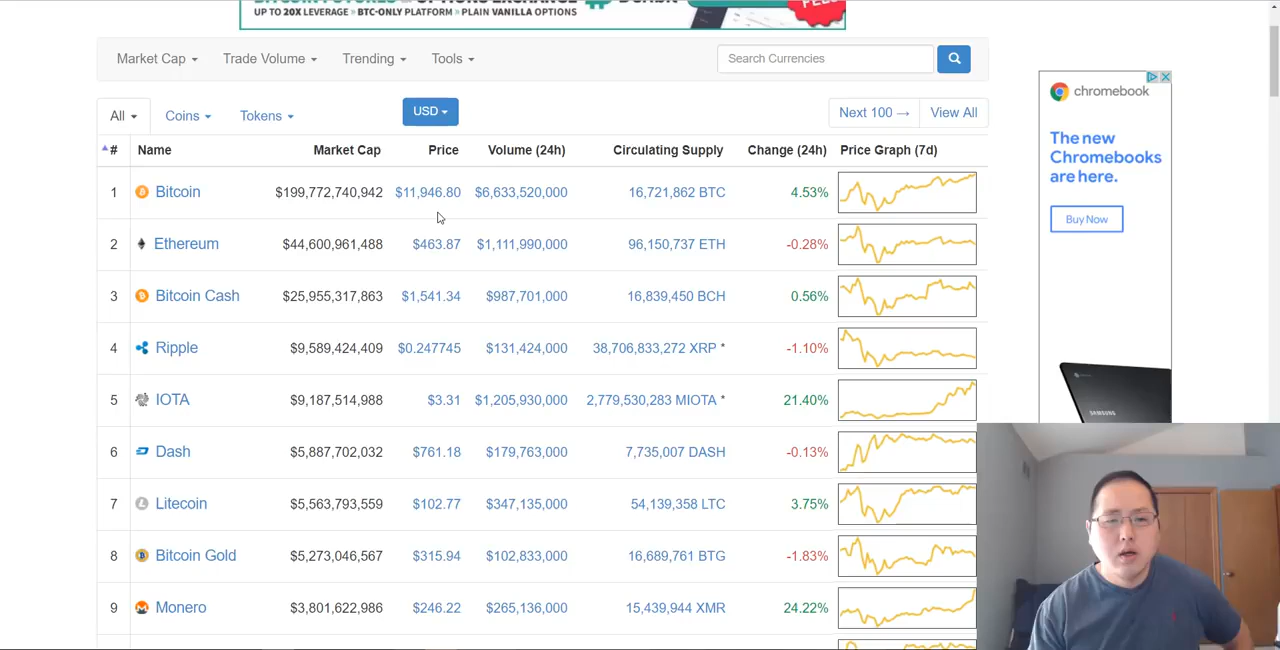 UP TO 20X LEVERAGE » BTC-ONLY PLATFORM » PLAIN VANILLA OPTIONS
Market Cap Trade Volume Trending Tools Search Currencies
chromebook
The new
Chromebooks
are here.
Buy Now
All Coins Tokens USD Next 100 → View All
# Name Market Cap Price Volume (24h) Circulating Supply Change (24h) Price Graph (7d)
1 Bitcoin $199,772,740,942 $11,946.80 $6,633,520,000 16,721,862 BTC 4.53%
2 Ethereum $44,600,961,488 $463.87 $1,111,990,000 96,150,737 ETH -0.28%
3 Bitcoin Cash $25,955,317,863 $1,541.34 $987,701,000 16,839,450 BCH 0.56%
4 Ripple $9,589,424,409 $0.247745 $131,424,000 38,706,833,272 XRP * -1.10%
5 IOTA $9,187,514,988 $3.31 $1,205,930,000 2,779,530,283 MIOTA * 21.40%
6 Dash $5,887,702,032 $761.18 $179,763,000 7,735,007 DASH -0.13%
7 Litecoin $5,563,793,559 $102.77 $347,135,000 54,139,358 LTC 3.75%
8 Bitcoin Gold $5,273,046,567 $315.94 $102,833,000 16,689,761 BTG -1.83%
9 Monero $3,801,622,986 $246.22 $265,136,000 15,439,944 XMR 24.22%
SAMSUNG